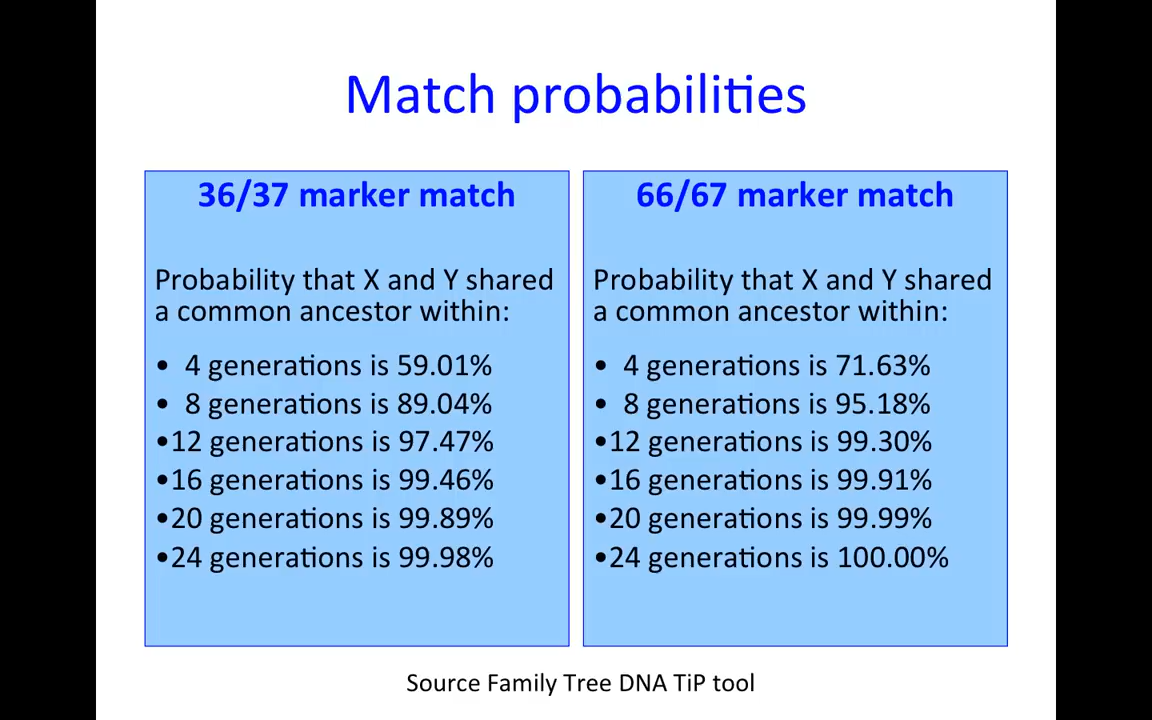 Match probabilities
36/37 marker match
Probability that X and Y shared
a common ancestor within:
• 4 generations is 59.01%
• 8 generations is 89.04%
•12 generations is 97.47%
•16 generations is 99.46%
•20 generations is 99.89%
•24 generations is 99.98%
66/67 marker match
Probability that X and Y shared
a common ancestor within:
• 4 generations is 71.63%
• 8 generations is 95.18%
•12 generations is 99.30%
•16 generations is 99.91%
•20 generations is 99.99%
•24 generations is 100.00%
Source Family Tree DNA TiP tool